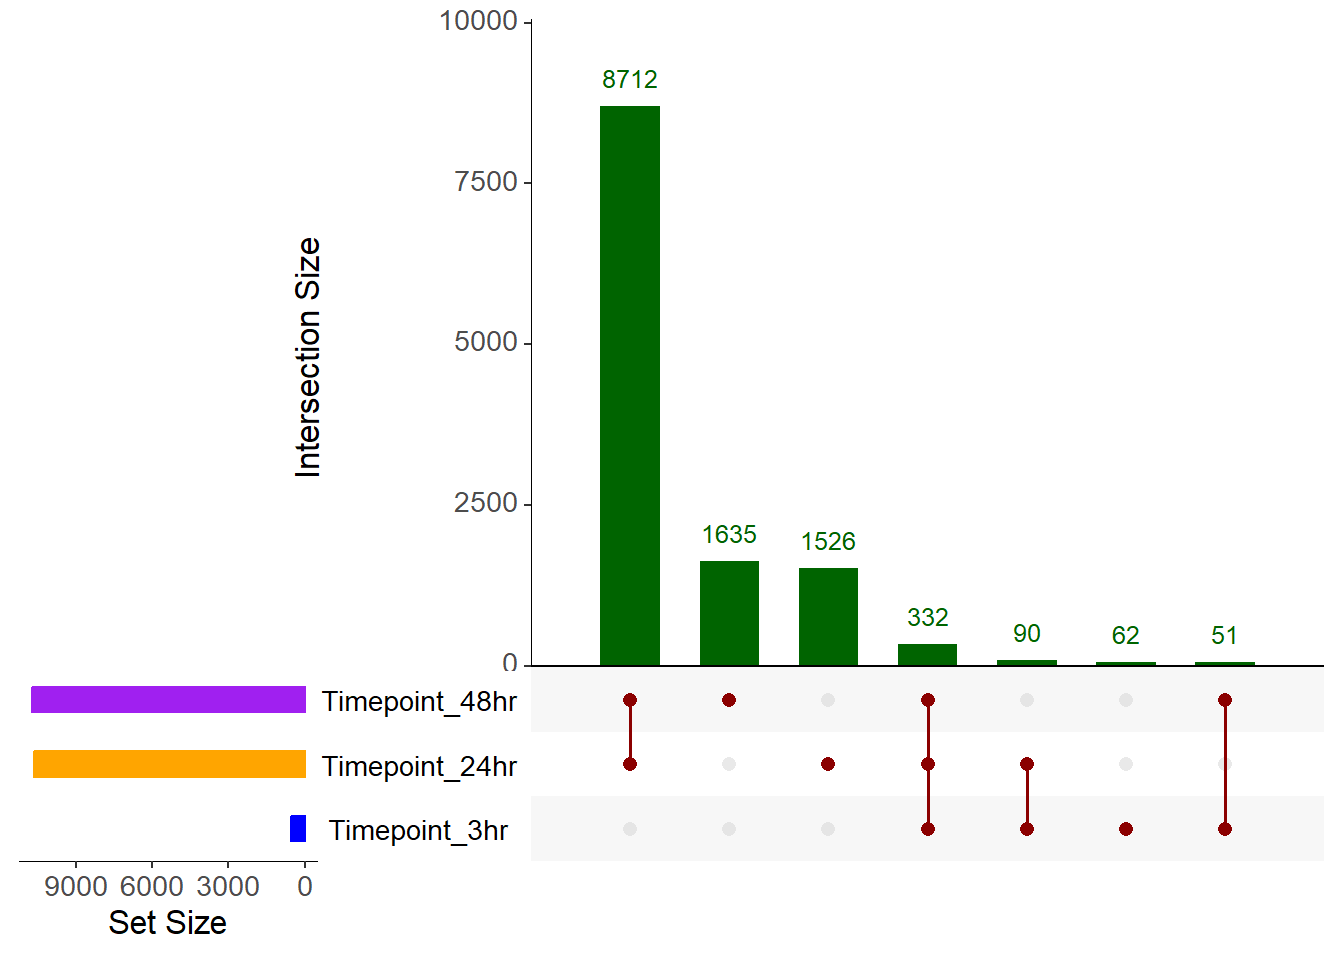 10000
7500
5000
2500
0
Intersection Size
8712
1635
1526
332
90
62
51
Timepoint_48hr
Timepoint_24hr
Timepoint_3hr
9000 6000 3000 0
Set Size